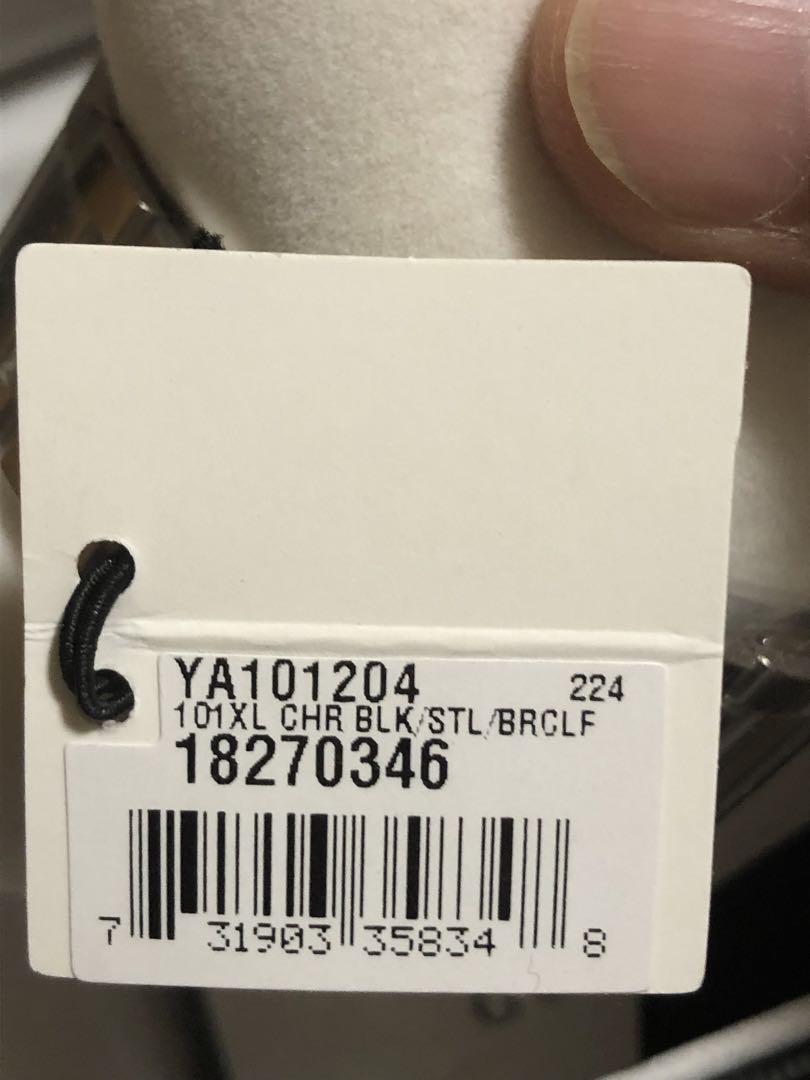 YA101204 224
101XL CHR BLK/STL/BRCLF
18270346
7 31903 35834 8